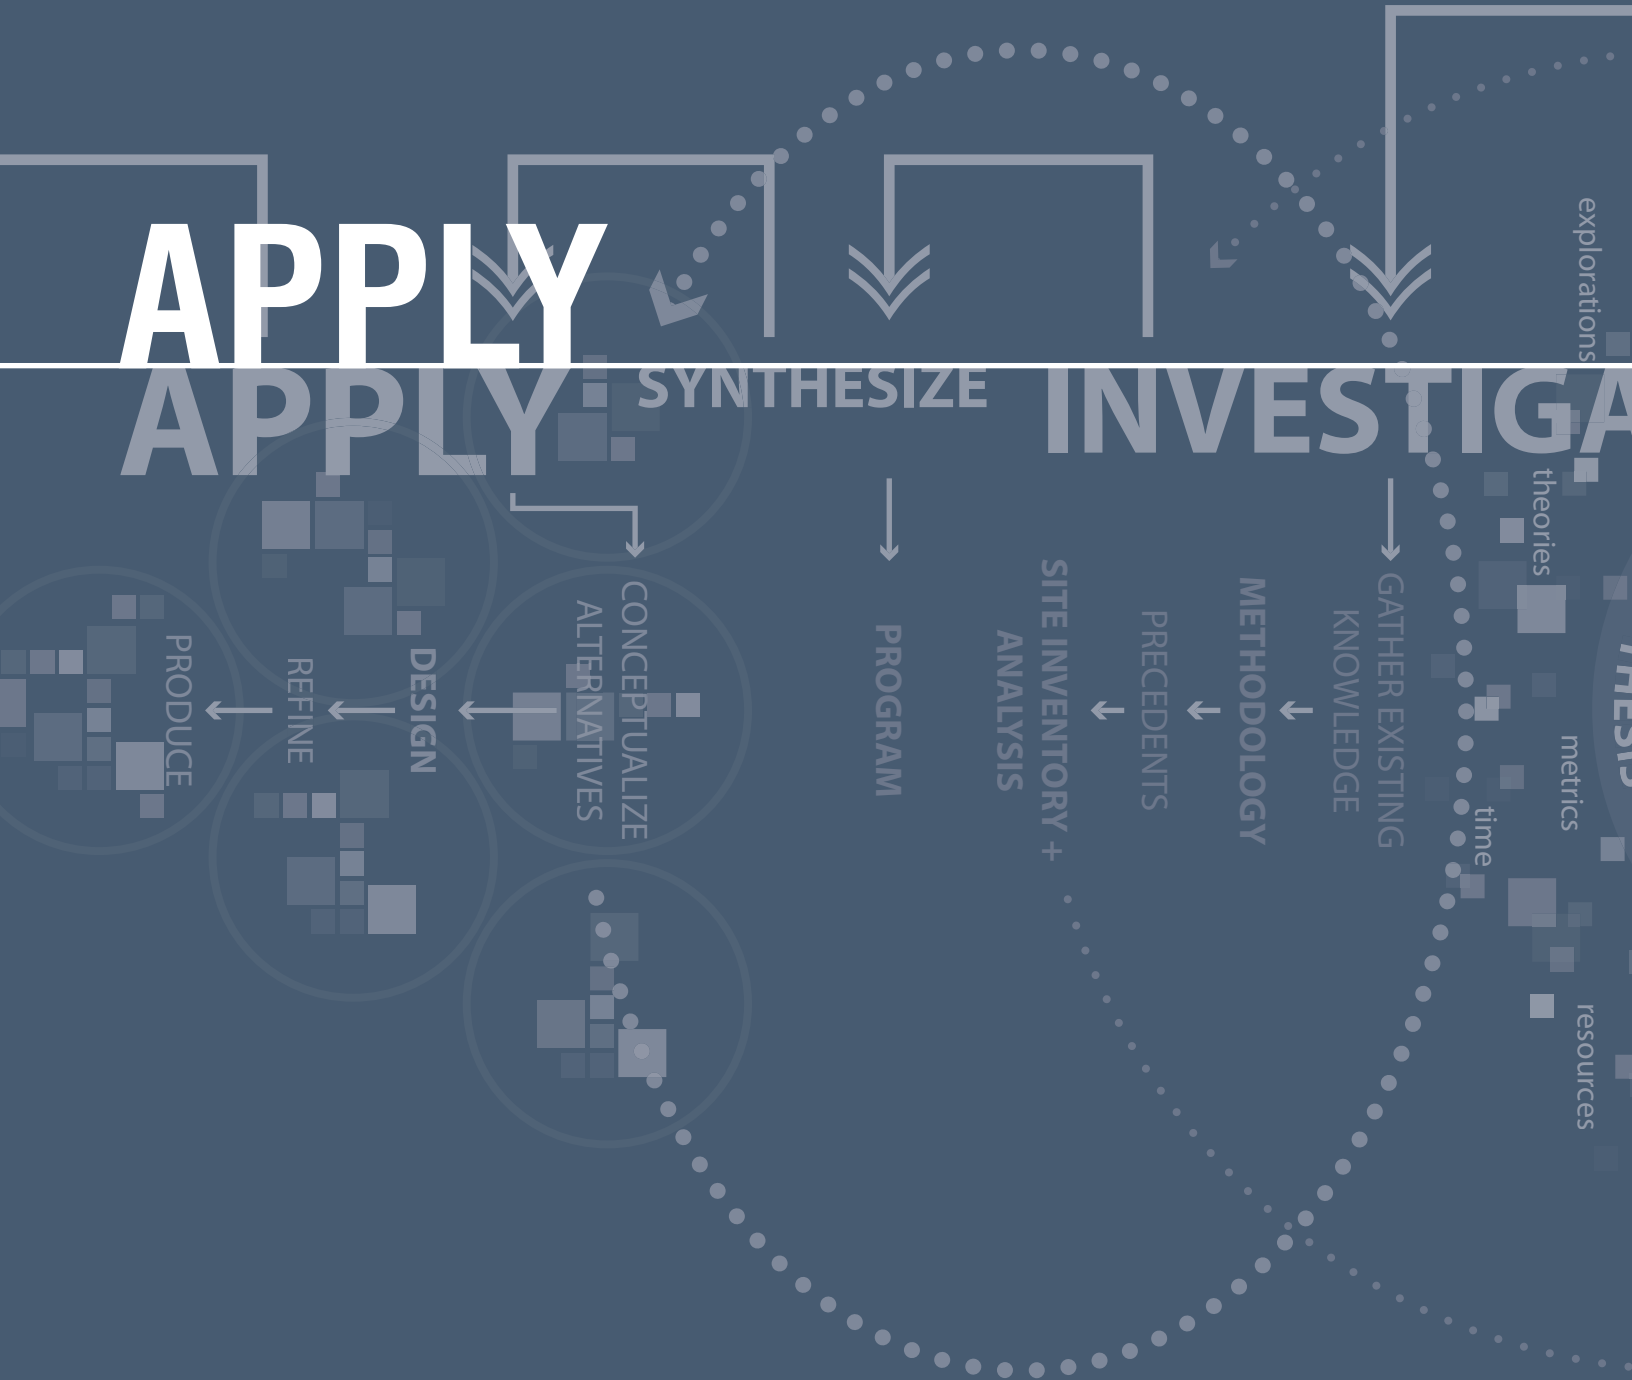 APPLY
APPLY
SYNTHESIZE
INVESTIGA
explorations
theories
metrics
time
resources
THESIS
GATHER EXISTING
KNOWLEDGE
METHODOLOGY
PRECEDENTS
SITE INVENTORY +
ANALYSIS
PROGRAM
CONCEPTUALIZE
ALTERNATIVES
DESIGN
REFINE
PRODUCE